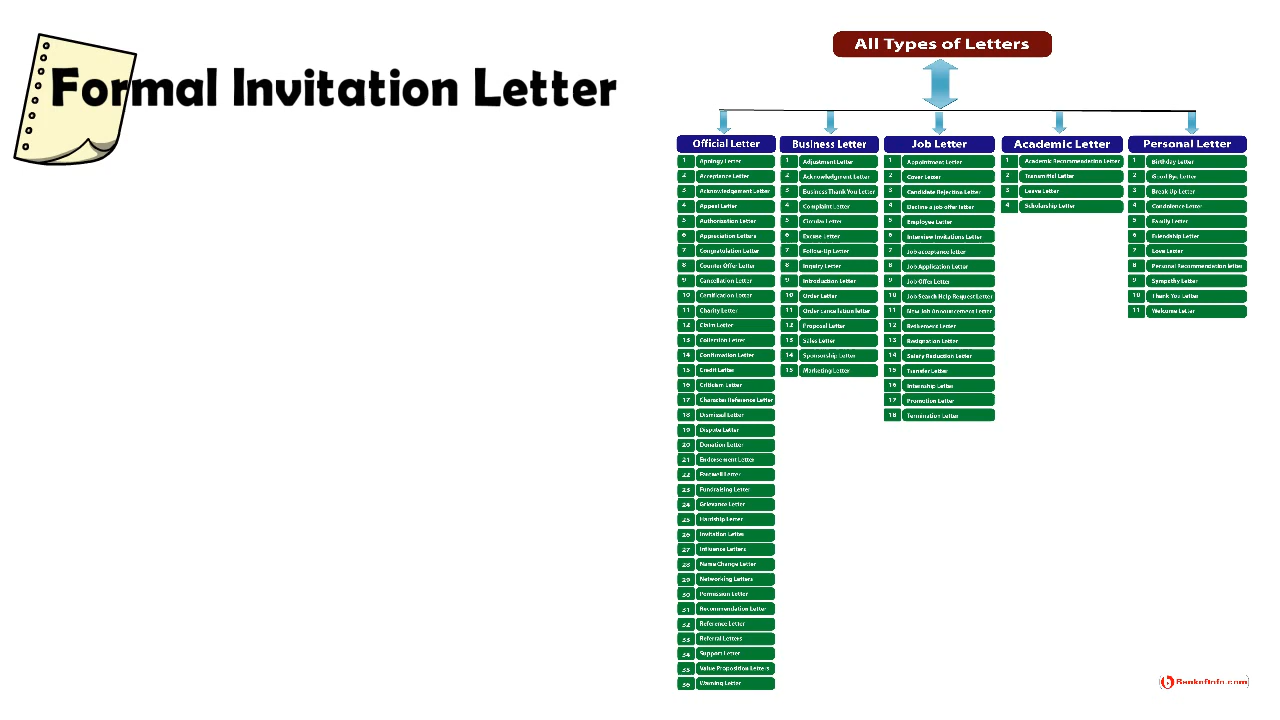 Formal Invitation Letter
All Types of Letters
Official Letter
1 Apology Letter
2 Acceptance Letter
3 Acknowledgement Letter
4 Appeal Letter
5 Authorization Letter
6 Appreciation Letters
7 Congratulation Letter
8 Counter Offer Letter
9 Cancellation Letter
10 Certification Letter
11 Charity Letter
12 Claim Letter
13 Collection Letter
14 Confirmation Letter
15 Credit Letter
16 Criticism Letter
17 Character Reference Letter
18 Dismissal Letter
19 Dispute Letter
20 Donation Letter
21 Endorsement Letter
22 Farewell Letter
23 Fundraising Letter
24 Grievance Letter
25 Hardship Letter
26 Invitation Letter
27 Influence Letters
28 Name Change Letter
29 Networking Letters
30 Permission Letter
31 Recommendation Letter
32 Reference Letter
33 Referral Letters
34 Support Letter
35 Value Proposition Letters
36 Warning Letter
Business Letter
1 Adjustment Letter
2 Acknowledgment Letter
3 Business Thank You Letter
4 Complaint Letter
5 Circular Letter
6 Excuse Letter
7 Follow-Up Letter
8 Inquiry Letter
9 Introduction Letter
10 Order Letter
11 Order cancellation letter
12 Proposal Letter
13 Sales Letter
14 Sponsorship Letter
15 Marketing Letter
Job Letter
1 Appointment Letter
2 Cover Letter
3 Candidate Rejection Letter
4 Decline a job offer letter
5 Employee Letter
6 Interview Invitations Letter
7 Job acceptance letter
8 Job Application Letter
9 Job Offer Letter
10 Job Search Help Request Letter
11 New Job Announcement Letter
12 Retirement Letter
13 Resignation Letter
14 Salary Reduction Letter
15 Transfer Letter
16 Internship Letter
17 Promotion Letter
18 Termination Letter
Academic Letter
1 Academic Recommendation Letter
2 Transmittal Letter
3 Leave Letter
4 Scholarship Letter
Personal Letter
1 Birthday Letter
2 Good Bye Letter
3 Break Up Letter
4 Condolence Letter
5 Family Letter
6 Friendship Letter
7 Love Letter
8 Personal Recommendation letter
9 Sympathy Letter
10 Thank You Letter
11 Welcome Letter
BankofInfo.com